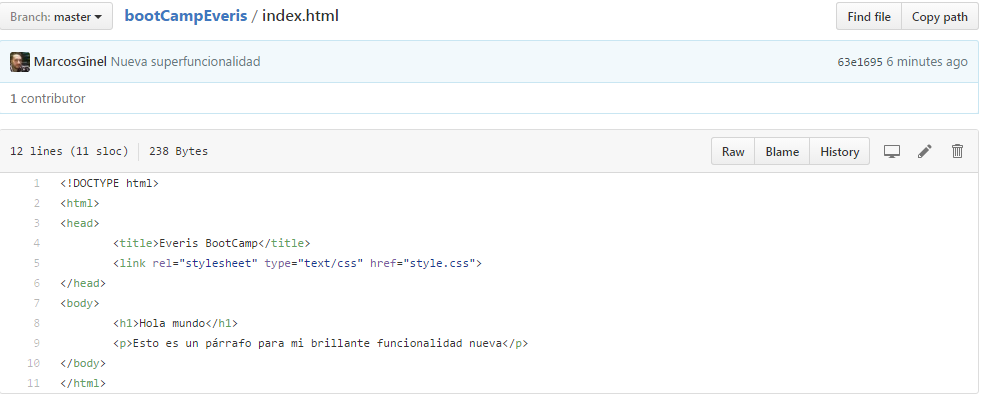 Branch: master bootCampEveris / index.html Find file Copy path
MarcosGinel Nueva superfuncionalidad 63e1695 6 minutes ago
1 contributor
12 lines (11 sloc) 238 Bytes Raw Blame History
1 <!DOCTYPE html>
2 <html>
3 <head>
4 <title>Everis BootCamp</title>
5 <link rel="stylesheet" type="text/css" href="style.css">
6 </head>
7 <body>
8 <h1>Hola mundo</h1>
9 <p>Esto es un párrafo para mi brillante funcionalidad nueva</p>
10 </body>
11 </html>